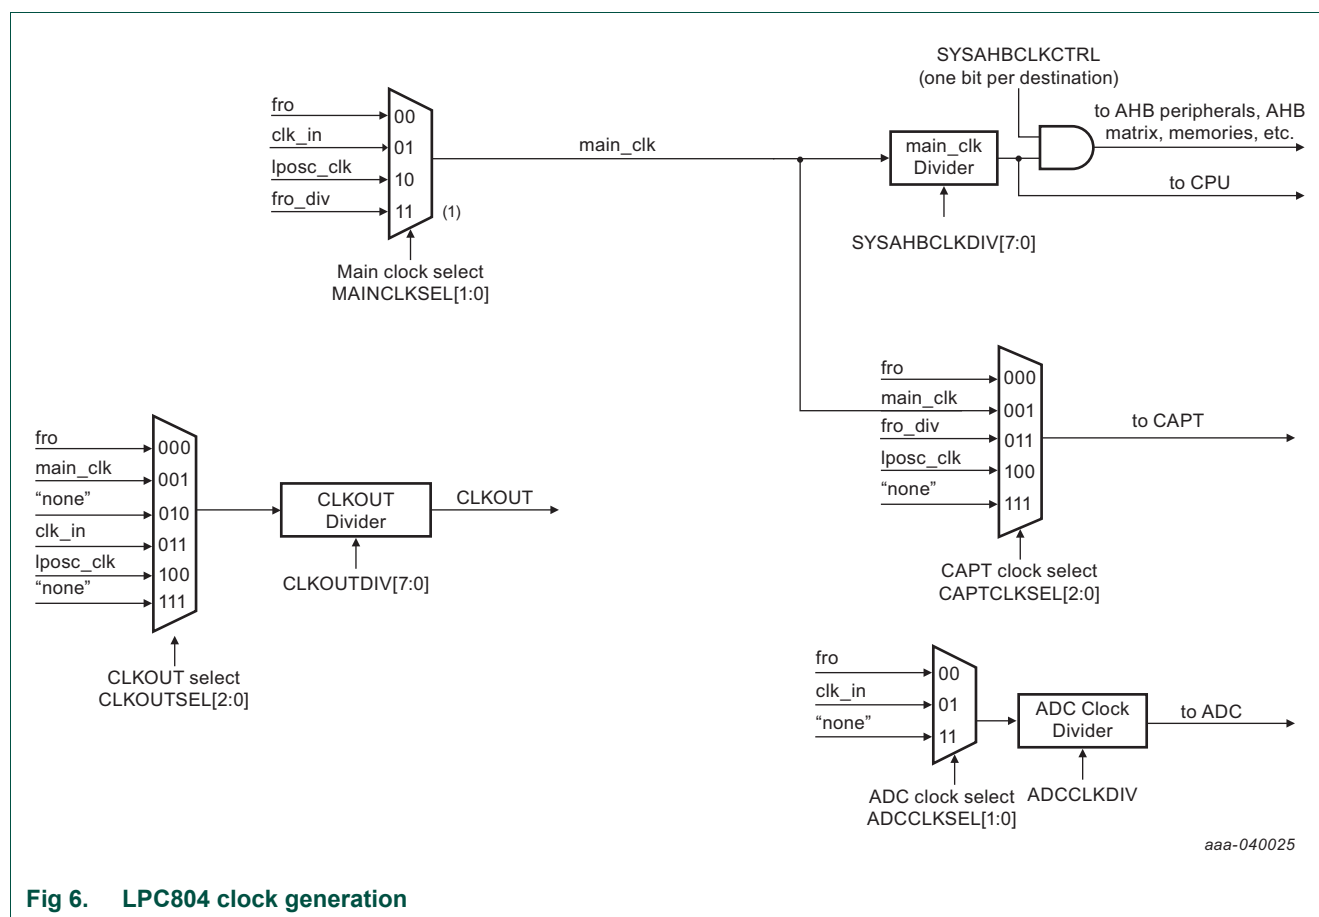 SYSAHBCLKCTRL
(one bit per destination)
to AHB peripherals, AHB
matrix, memories, etc.
fro
00
clk_in
01
lposc_clk
10
fro_div
11
(1)
main_clk
main_clk
Divider
to CPU
SYSAHBCLKDIV[7:0]
Main clock select
MAINCLKSEL[1:0]
fro
000
main_clk
001
fro_div
011
lposc_clk
100
"none"
111
to CAPT
CAPT clock select
CAPTCLKSEL[2:0]
fro
000
main_clk
001
“none”
010
clk_in
011
lposc_clk
100
“none”
111
CLKOUT
Divider
CLKOUT
CLKOUTDIV[7:0]
CLKOUT select
CLKOUTSEL[2:0]
fro
00
clk_in
01
“none”
11
ADC Clock
Divider
to ADC
ADC clock select
ADCCLKSEL[1:0]
ADCCLKDIV
aaa-040025
Fig 6. LPC804 clock generation